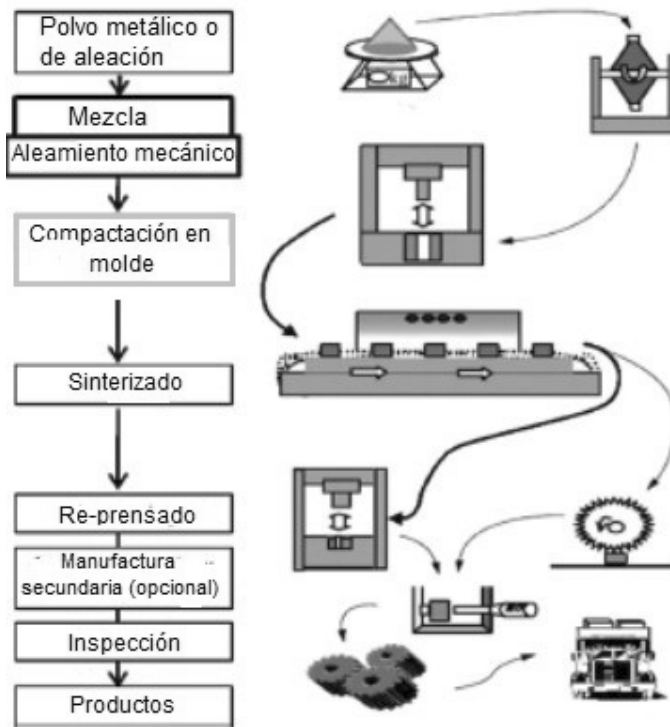 Polvo metálico o
de aleación
Mezcla
Aleamiento mecánico
Compactación en
molde
Sinterizado
Re-prensado
Manufactura
secundaria (opcional)
Inspección
Productos